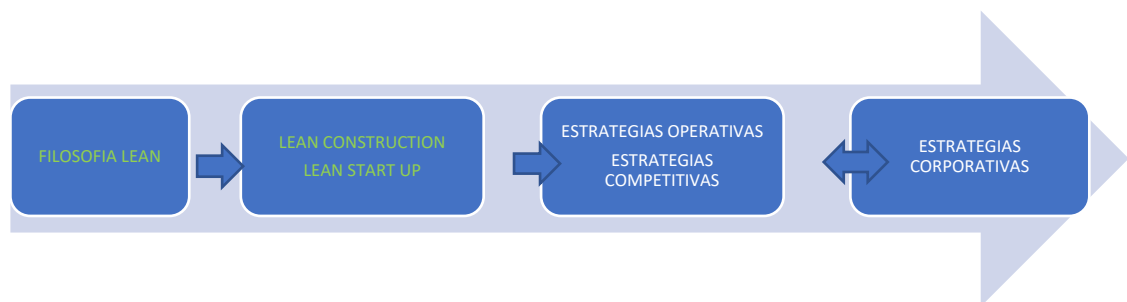 FILOSOFIA LEAN
LEAN CONSTRUCTION
LEAN START UP
ESTRATEGIAS OPERATIVAS
ESTRATEGIAS
COMPETITIVAS
ESTRATEGIAS
CORPORATIVAS